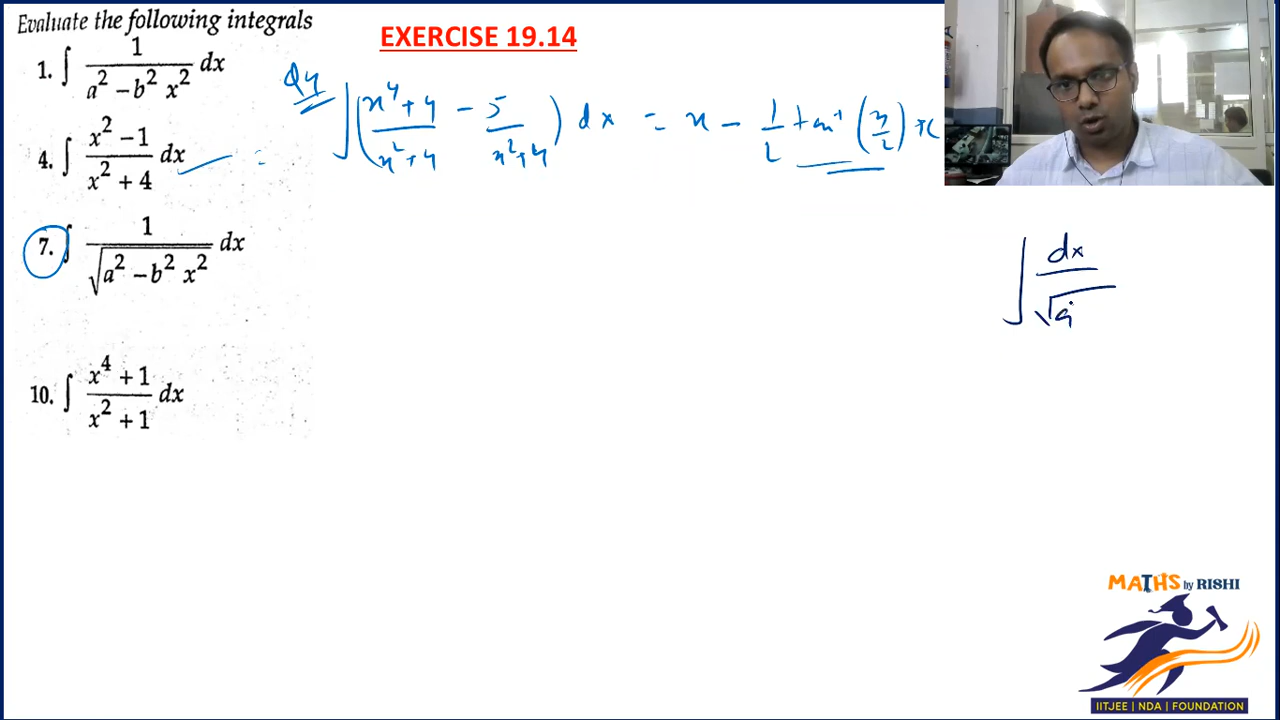 Evaluate the following integrals
EXERCISE 19.14
1. ∫ 1/(a² − b² x²) dx
Q4 ∫ ((x⁴ + 4)/(x² + 4) − 5/(x² + 4)) dx = x − 1/2 tan⁻¹ (x/2) + c
4. ∫ (x² − 1)/(x² + 4) dx =
7. ∫ 1/√(a² − b² x²) dx
∫ dx/√a
10. ∫ (x⁴ + 1)/(x² + 1) dx
MATHS by RISHI
IITJEE | NDA | FOUNDATION